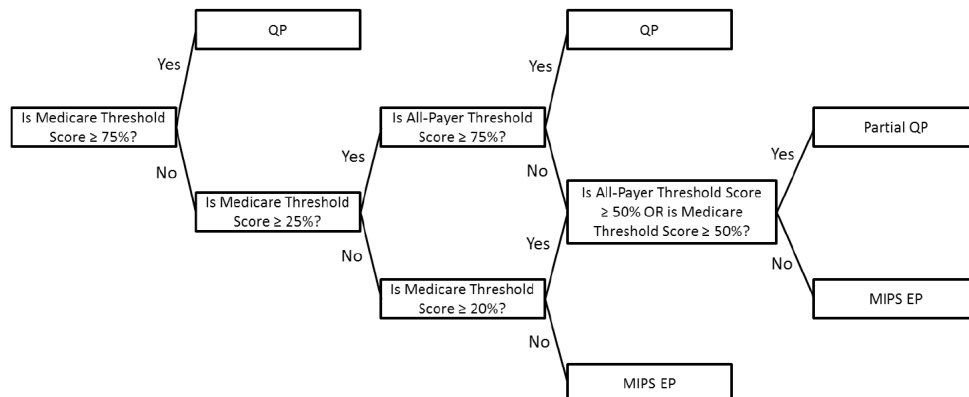 QP
QP
Yes
Yes
Is Medicare Threshold
Score ≥ 75%?
Is All-Payer Threshold
Score ≥ 75%?
Partial QP
Yes
Yes
No
No
Is Medicare Threshold
Score ≥ 25%?
Is All-Payer Threshold Score
≥ 50% OR is Medicare
Threshold Score ≥ 50%?
No
Yes
No
Is Medicare Threshold
Score ≥ 20%?
MIPS EP
No
MIPS EP